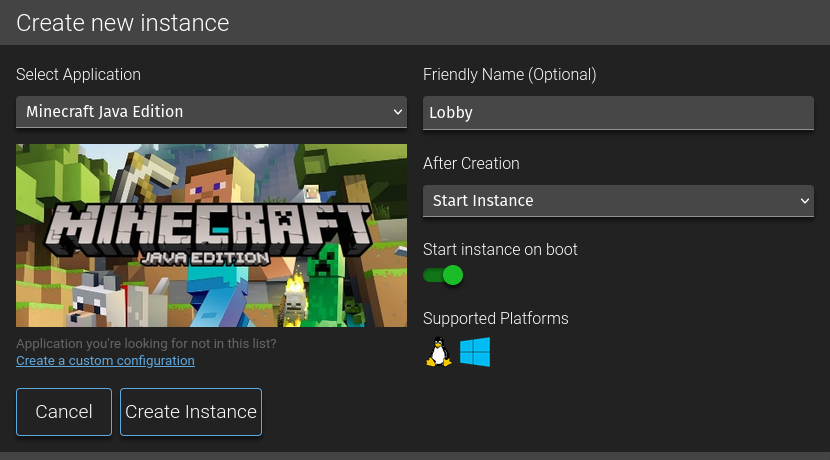 Create new instance
Select Application
Minecraft Java Edition
MINECRAFT
JAVA EDITION
Application you're looking for not in this list?
Create a custom configuration
Cancel
Create Instance
Friendly Name (Optional)
Lobby
After Creation
Start Instance
Start instance on boot
Supported Platforms